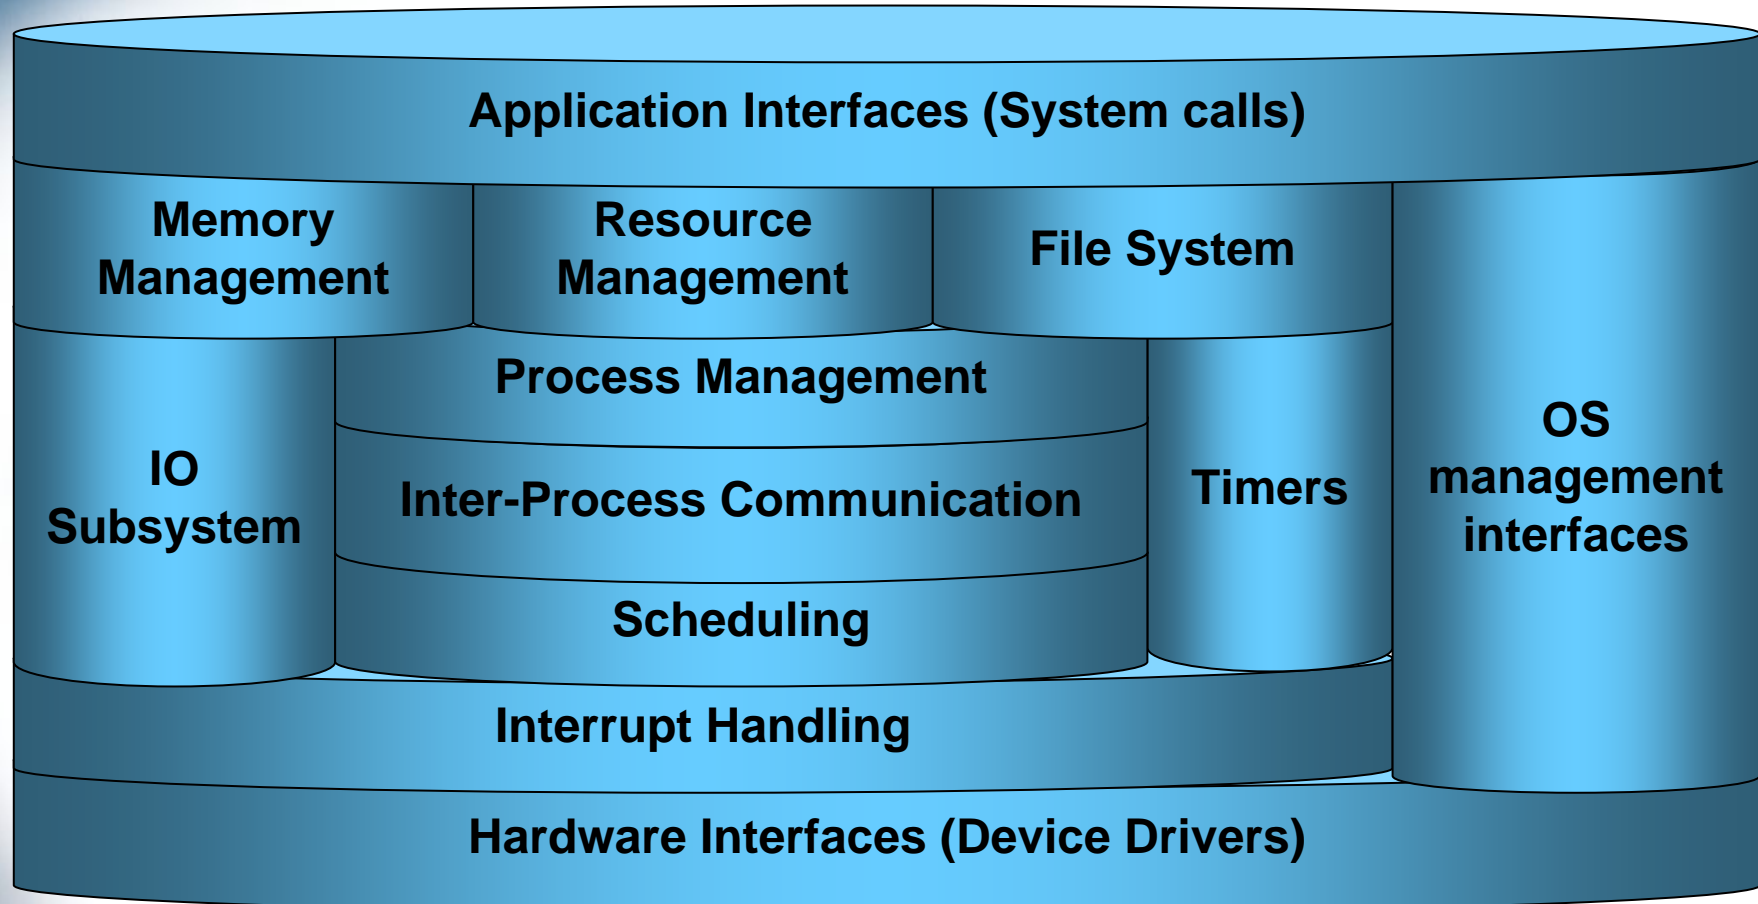 Application Interfaces (System calls)
Memory
Management
Resource
Management
File System
Process Management
IO
Subsystem
Inter-Process Communication
Timers
OS
management
interfaces
Scheduling
Interrupt Handling
Hardware Interfaces (Device Drivers)